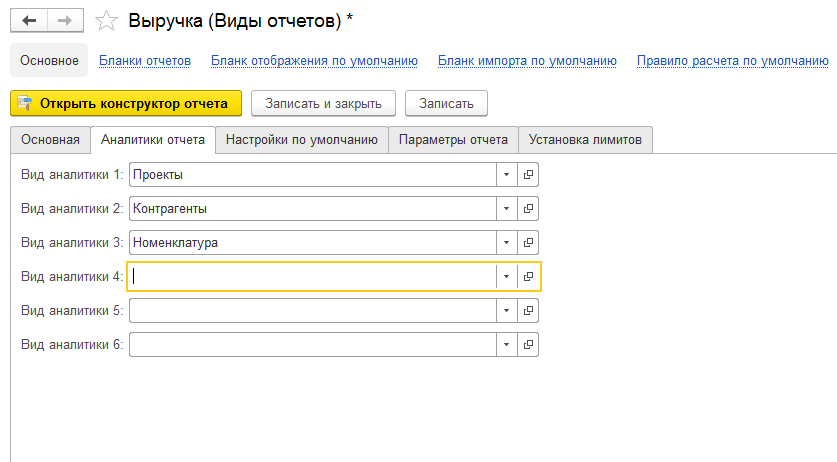 Выручка (Виды отчетов) *
Основное Бланки отчетов Бланк отображения по умолчанию Бланк импорта по умолчанию Правило расчета по умолчанию
Открыть конструктор отчета Записать и закрыть Записать
Основная Аналитики отчета Настройки по умолчанию Параметры отчета Установка лимитов
Вид аналитики 1: Проекты
Вид аналитики 2: Контрагенты
Вид аналитики 3: Номенклатура
Вид аналитики 4:
Вид аналитики 5:
Вид аналитики 6: